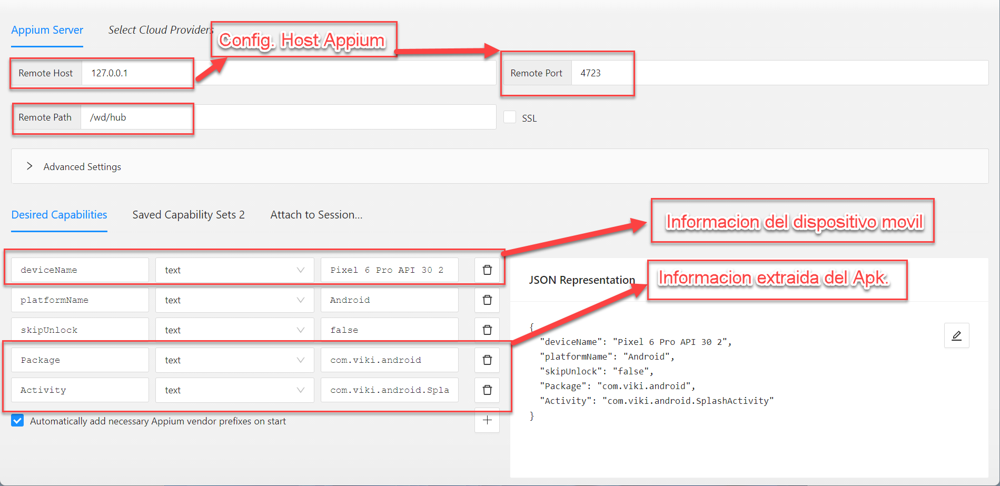 Appium Server
Select Cloud Providers
Config. Host Appium
Remote Host
127.0.0.1
Remote Port
4723
Remote Path
/wd/hub
SSL
Advanced Settings
Desired Capabilities
Saved Capability Sets 2
Attach to Session...
Informacion del dispositivo movil
deviceName
text
Pixel 6 Pro API 30 2
platformName
text
Android
skipUnlock
text
false
Package
text
com.viki.android
Activity
text
com.viki.android.Spla
Automatically add necessary Appium vendor prefixes on start
JSON Representation
Informacion extraida del Apk.
{
"deviceName": "Pixel 6 Pro API 30 2",
"platformName": "Android",
"skipUnlock": "false",
"Package": "com.viki.android",
"Activity": "com.viki.android.SplashActivity"
}